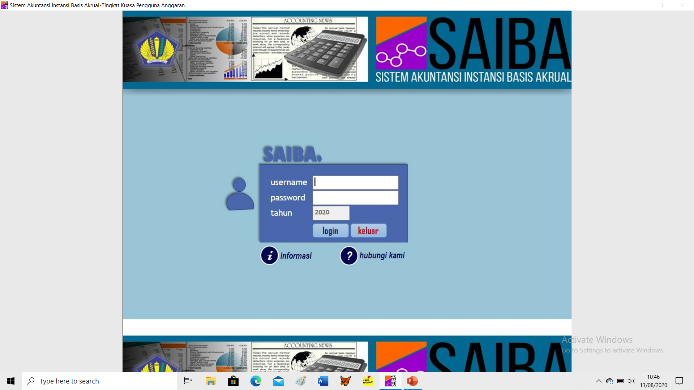 Sistem Akuntansi Instansi Basis Akrual-Tingkat Kuasa Pengguna Anggaran
ACCOUNTING NEWS
SAIBA
SISTEM AKUNTANSI INSTANSI BASIS AKRUAL
SAIBA.
username
password
tahun 2020
login keluar
i informasi ? hubungi kami
ACCOUNTING NEWS
SAIBA
Activate Windows
Go to Settings to activate Windows.
Type here to search
10:46
13/08/2020